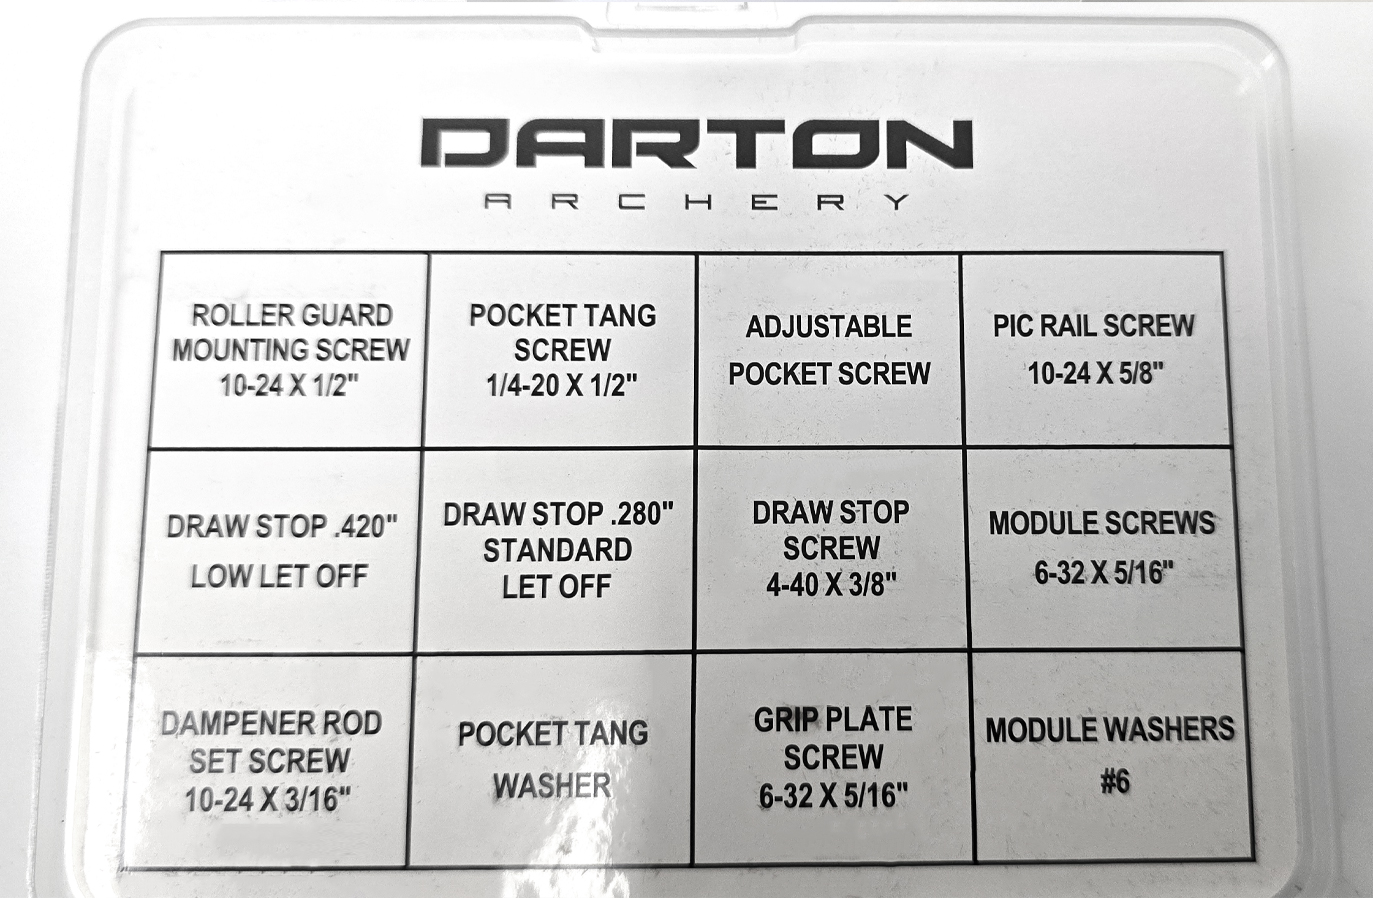 DARTON
ARCHERY
ROLLER GUARD
MOUNTING SCREW
10-24 X 1/2"
POCKET TANG
SCREW
1/4-20 X 1/2"
ADJUSTABLE
POCKET SCREW
PIC RAIL SCREW
10-24 X 5/8"
DRAW STOP .420"
LOW LET OFF
DRAW STOP .280"
STANDARD
LET OFF
DRAW STOP
SCREW
4-40 X 3/8"
MODULE SCREWS
6-32 X 5/16"
DAMPENER ROD
SET SCREW
10-24 X 3/16"
POCKET TANG
WASHER
GRIP PLATE
SCREW
6-32 X 5/16"
MODULE WASHERS
#6